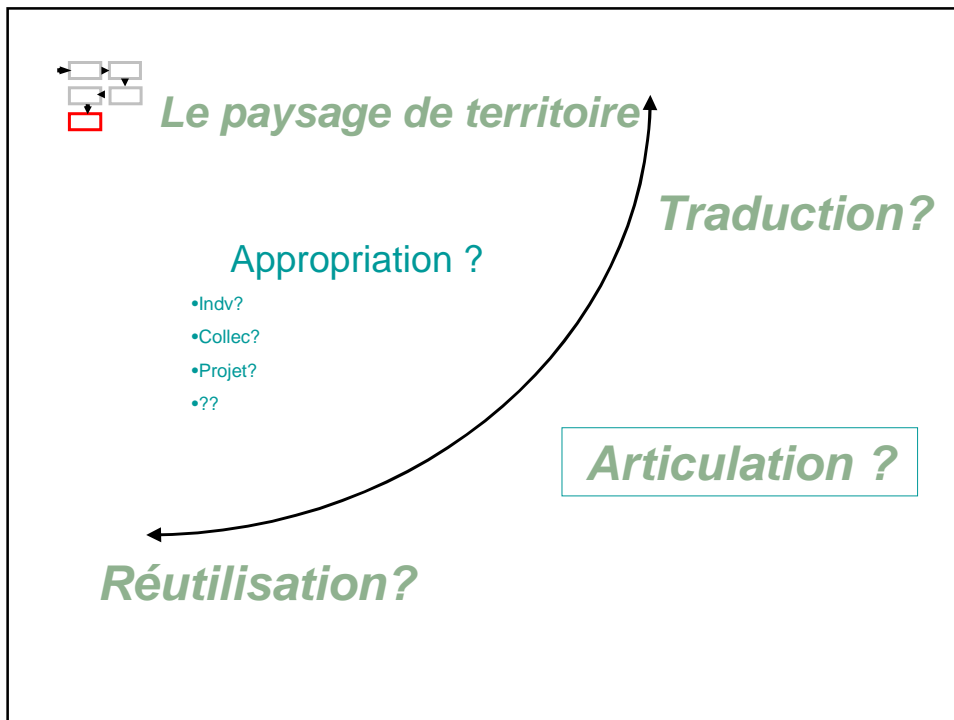 Le paysage de territoire
Traduction?
Appropriation ?
•Indv?
•Collec?
•Projet?
•??
Articulation ?
Réutilisation?